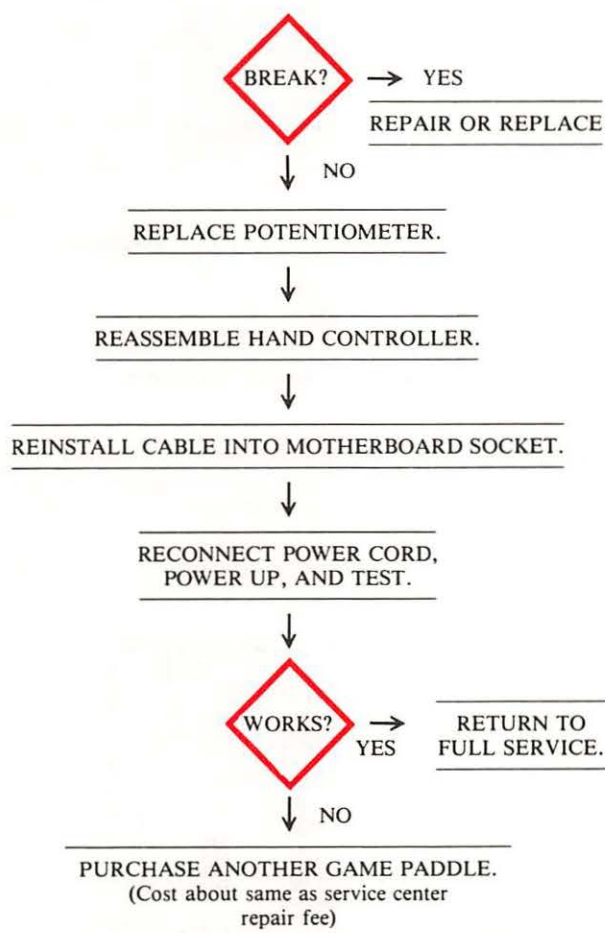 BREAK? → YES
REPAIR OR REPLACE
↓ NO
REPLACE POTENTIOMETER.
↓
REASSEMBLE HAND CONTROLLER.
↓
REINSTALL CABLE INTO MOTHERBOARD SOCKET.
↓
RECONNECT POWER CORD,
POWER UP, AND TEST.
↓
WORKS? → YES
RETURN TO
FULL SERVICE.
↓ NO
PURCHASE ANOTHER GAME PADDLE.
(Cost about same as service center
repair fee)